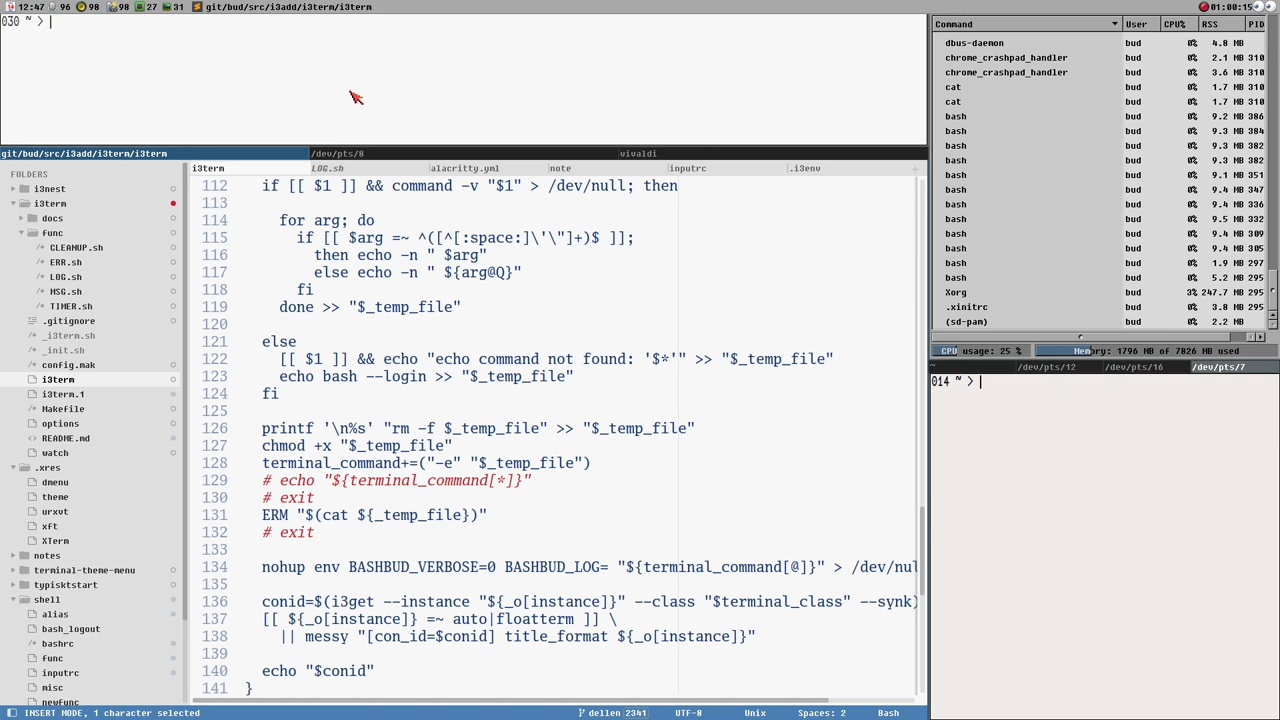 12:47 96 98 98 27 31 git/bud/src/i3add/i3term/i3term 01:00:15
030 ~ >
Command User CPU% RSS PID
dbus-daemon bud 0% 4.8 MB
chrome_crashpad_handler bud 0% 2.1 MB 310
chrome_crashpad_handler bud 0% 3.6 MB 310
cat bud 0% 1.7 MB 310
cat bud 0% 1.7 MB 310
bash bud 0% 9.2 MB 386
bash bud 0% 9.3 MB 384
bash bud 0% 9.3 MB 382
bash bud 0% 9.3 MB 382
bash bud 0% 9.1 MB 351
bash bud 0% 9.4 MB 347
bash bud 0% 9.4 MB 336
bash bud 0% 9.5 MB 332
bash bud 0% 9.4 MB 309
bash bud 0% 9.4 MB 305
bash bud 0% 1.9 MB 297
bash bud 0% 5.2 MB 295
Xorg bud 3% 247.7 MB 295
.xinitrc bud 0% 3.8 MB 295
(sd-pam) bud 0% 2.2 MB
CPU usage: 25 % Memory: 1796 MB of 7826 MB used
~ /dev/pts/12 /dev/pts/16 /dev/pts/7
014 ~ >
git/bud/src/i3add/i3term/i3term /dev/pts/8 vivaldi
FOLDERS
i3nest
i3term
docs
func
CLEANUP.sh
ERR.sh
LOG.sh
MSG.sh
TIMER.sh
.gitignore
_i3term.sh
_init.sh
config.mak
i3term
i3term.1
Makefile
options
README.md
watch
.xres
dmenu
theme
urxvt
xft
XTerm
notes
terminal-theme-menu
typisktstart
shell
alias
bash_logout
bashrc
func
inputrc
misc
newfunc
i3term LOG.sh alacritty.yml note inputrc .i3env
112 if [[ $1 ]] && command -v "$1" > /dev/null; then
113
114 for arg; do
115 if [[ $arg =~ ^([^[:space:]\'\"]+)$ ]];
116 then echo -n " $arg"
117 else echo -n " ${arg@Q}"
118 fi
119 done >> "$_temp_file"
120
121 else
122 [[ $1 ]] && echo "echo command not found: '$*'" >> "$_temp_file"
123 echo bash --login >> "$_temp_file"
124 fi
125
126 printf '\n%s' "rm -f $_temp_file" >> "$_temp_file"
127 chmod +x "$_temp_file"
128 terminal_command+=("-e" "$_temp_file")
129 # echo "${terminal_command[*]}"
130 # exit
131 ERM "$(cat ${_temp_file})"
132 # exit
133
134 nohup env BASHBUD_VERBOSE=0 BASHBUD_LOG= "${terminal_command[@]}" > /dev/nul
135
136 conid=$(i3get --instance "${_o[instance]}" --class "$terminal_class" --synk)
137 [[ ${_o[instance]} =~ auto|floatterm ]] \
138 || messy "[con_id=$conid] title_format ${_o[instance]}"
139
140 echo "$conid"
141 }
INSERT MODE, 1 character selected dellen 2341 UTF-8 Unix Spaces: 2 Bash